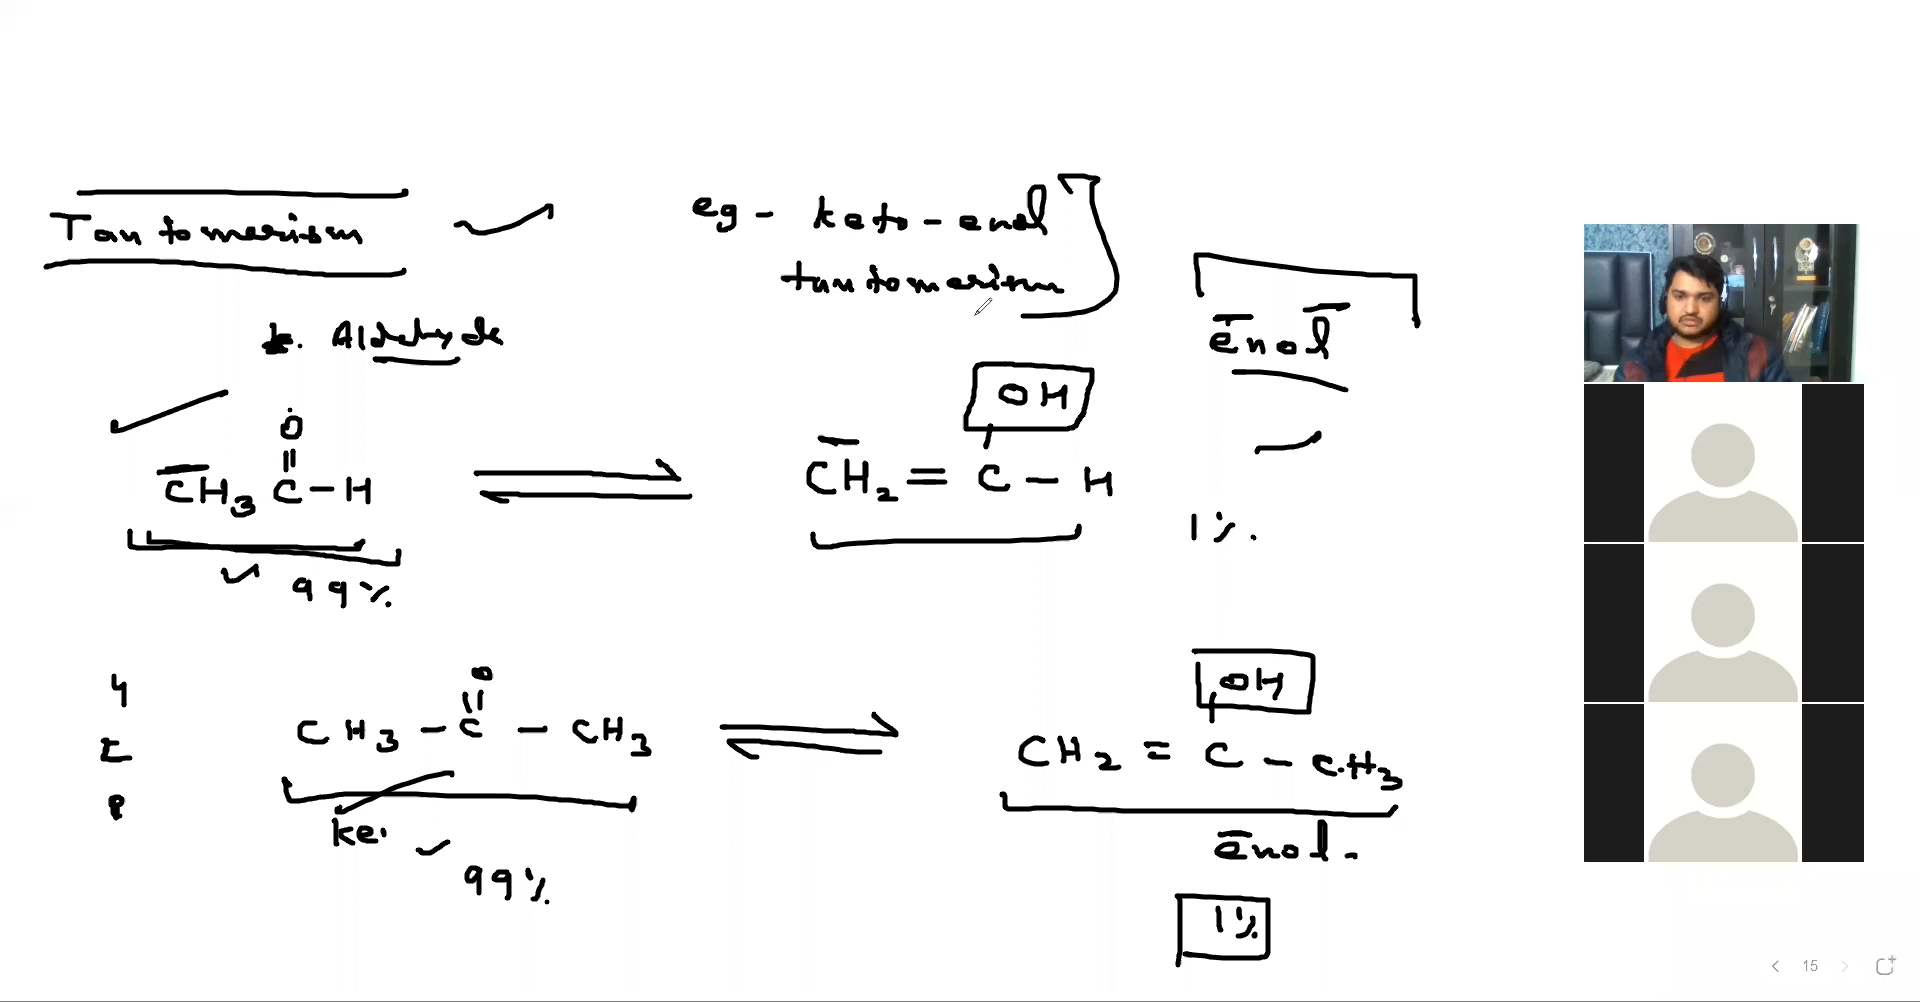 Tautomerism
eg - keto-enol
tautomerism
Aldehyde
enol
O
||
CH3 C-H
OH
CH2 = C - H
99%
1%.
O
||
CH3 - C - CH3
OH
CH2 = C - CH3
ke.
99%
enol.
1%
15